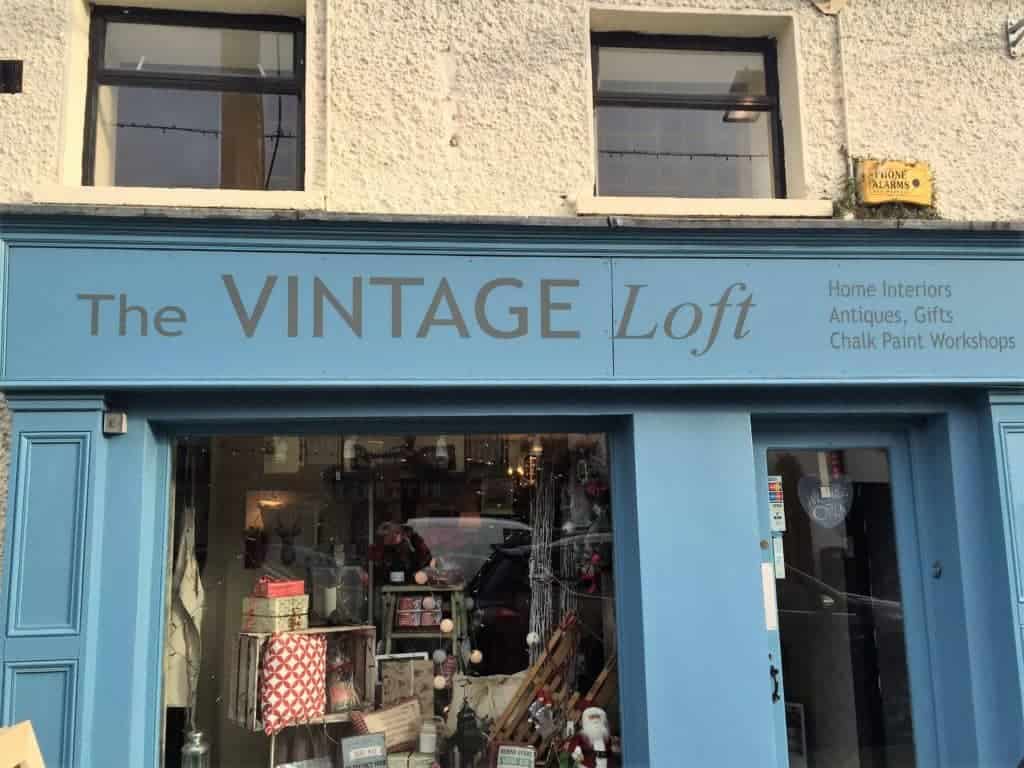 PHONE
ALARMS
The VINTAGE Loft
Home Interiors
Antiques, Gifts
Chalk Paint Workshops